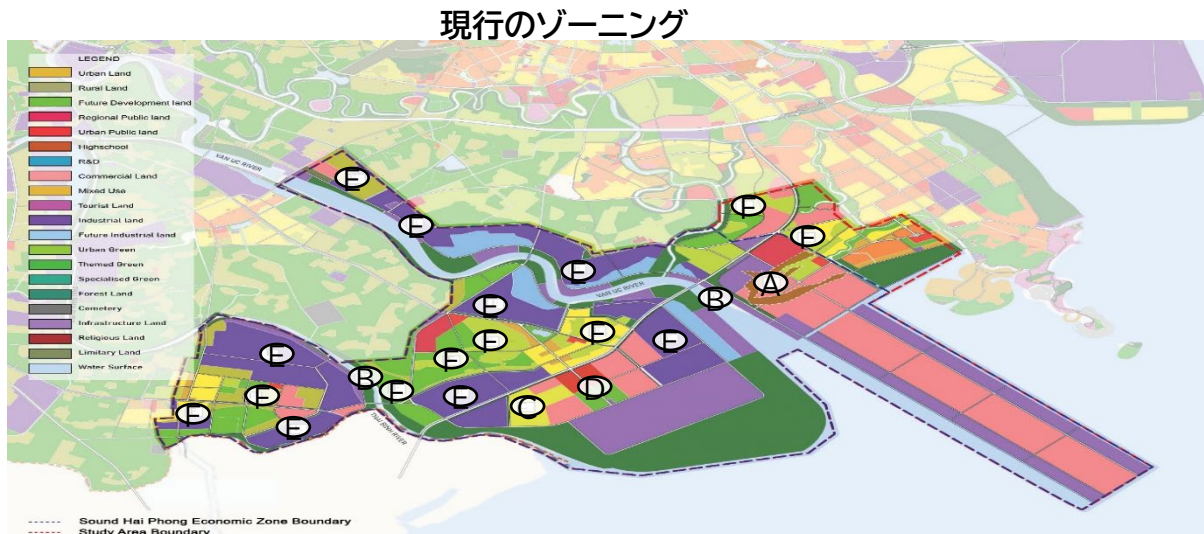 現行のゾーニング
LEGEND
Urban Land
Rural Land
Future Development land
Regional Public land
Urban Public land
Highschool
R&D
Commercial Land
Mixed Use
Tourist Land
Industrial land
Future Industrial land
Urban Green
Themed Green
Specialised Green
Forest Land
Cemetery
Infrastructure Land
Religious Land
Limitary Land
Water Surface
VAN UC RIVER
E
F
E
F
E
A
VAN UC RIVER
B
E
F
E
E
F
E
B
E
E
D
C
F
F
E
THAI BINH RIVER
Sound Hai Phong Economic Zone Boundary
Study Area Boundary